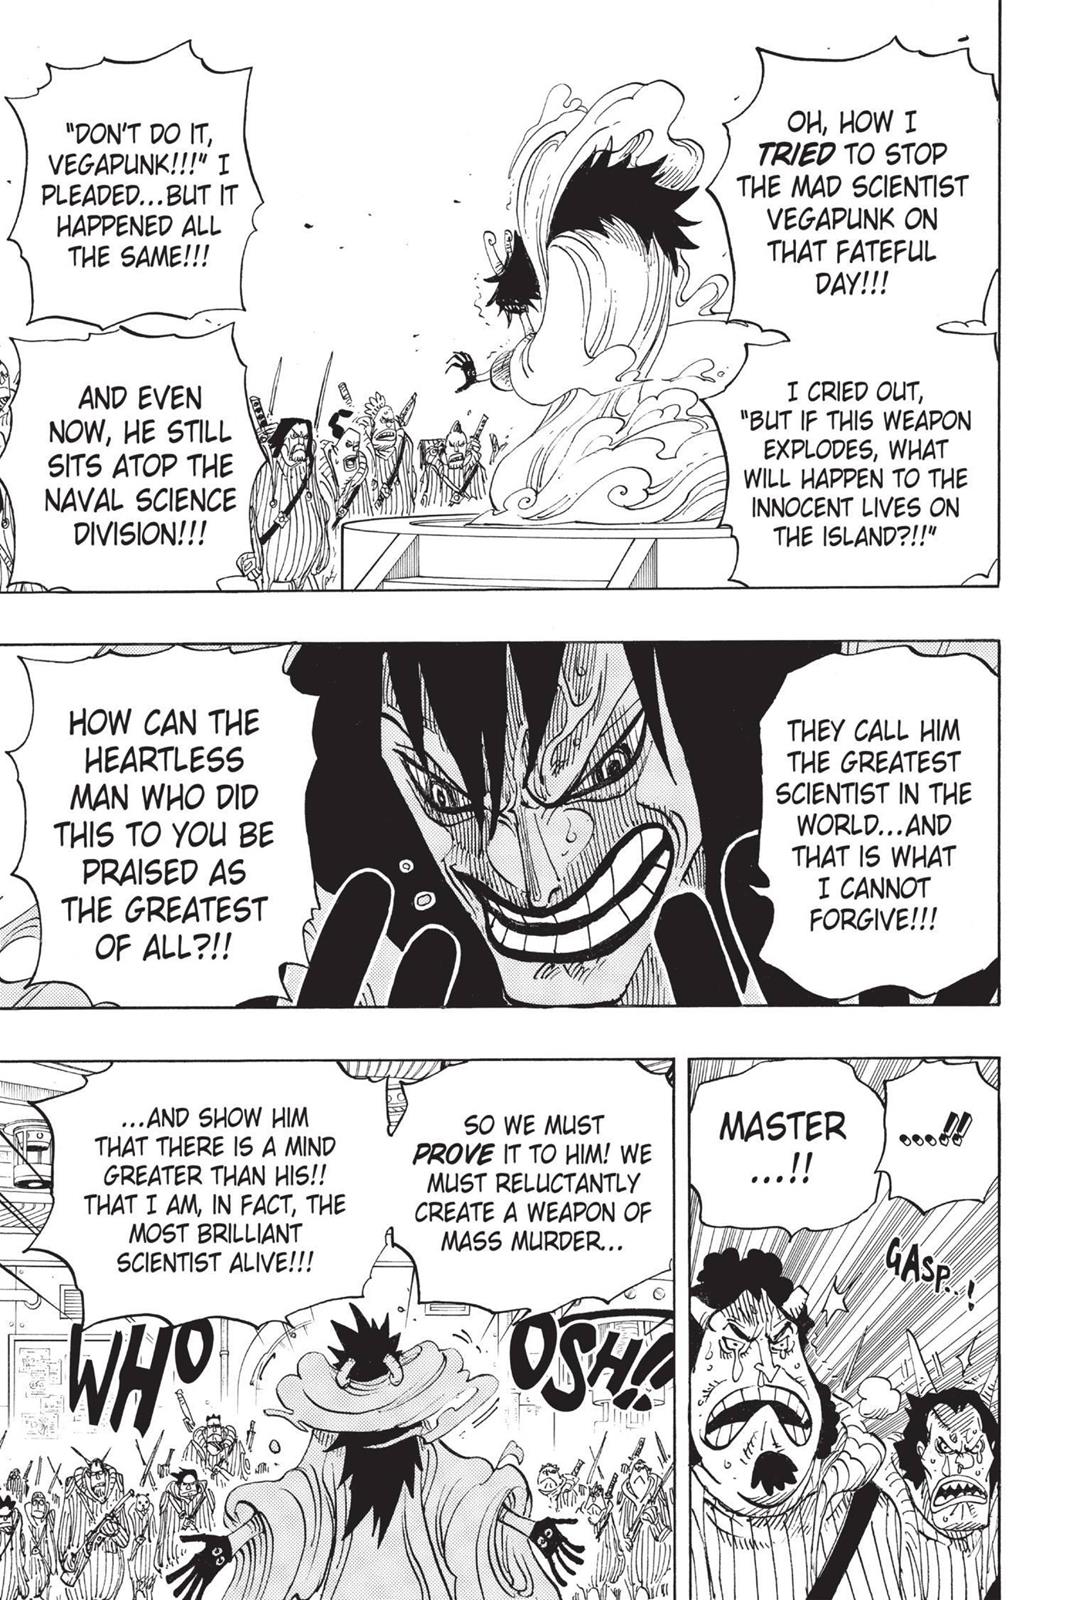 OH, HOW I
TRIED TO STOP
THE MAD SCIENTIST
VEGAPUNK ON
THAT FATEFUL
DAY!!!
I CRIED OUT,
"BUT IF THIS WEAPON
EXPLODES, WHAT
WILL HAPPEN TO THE
INNOCENT LIVES ON
THE ISLAND?!!"
"DON'T DO IT,
VEGAPUNK!!!" I
PLEADED...BUT IT
HAPPENED ALL
THE SAME!!!
AND EVEN
NOW, HE STILL
SITS ATOP THE
NAVAL SCIENCE
DIVISION!!!
THEY CALL HIM
THE GREATEST
SCIENTIST IN THE
WORLD...AND
THAT IS WHAT
I CANNOT
FORGIVE!!!
HOW CAN THE
HEARTLESS
MAN WHO DID
THIS TO YOU BE
PRAISED AS
THE GREATEST
OF ALL?!!
....!!
MASTER
...!!
GASP...!
SO WE MUST
PROVE IT TO HIM! WE
MUST RELUCTANTLY
CREATE A WEAPON OF
MASS MURDER...
...AND SHOW HIM
THAT THERE IS A MIND
GREATER THAN HIS!!
THAT I AM, IN FACT, THE
MOST BRILLIANT
SCIENTIST ALIVE!!!
WHOOSH!!